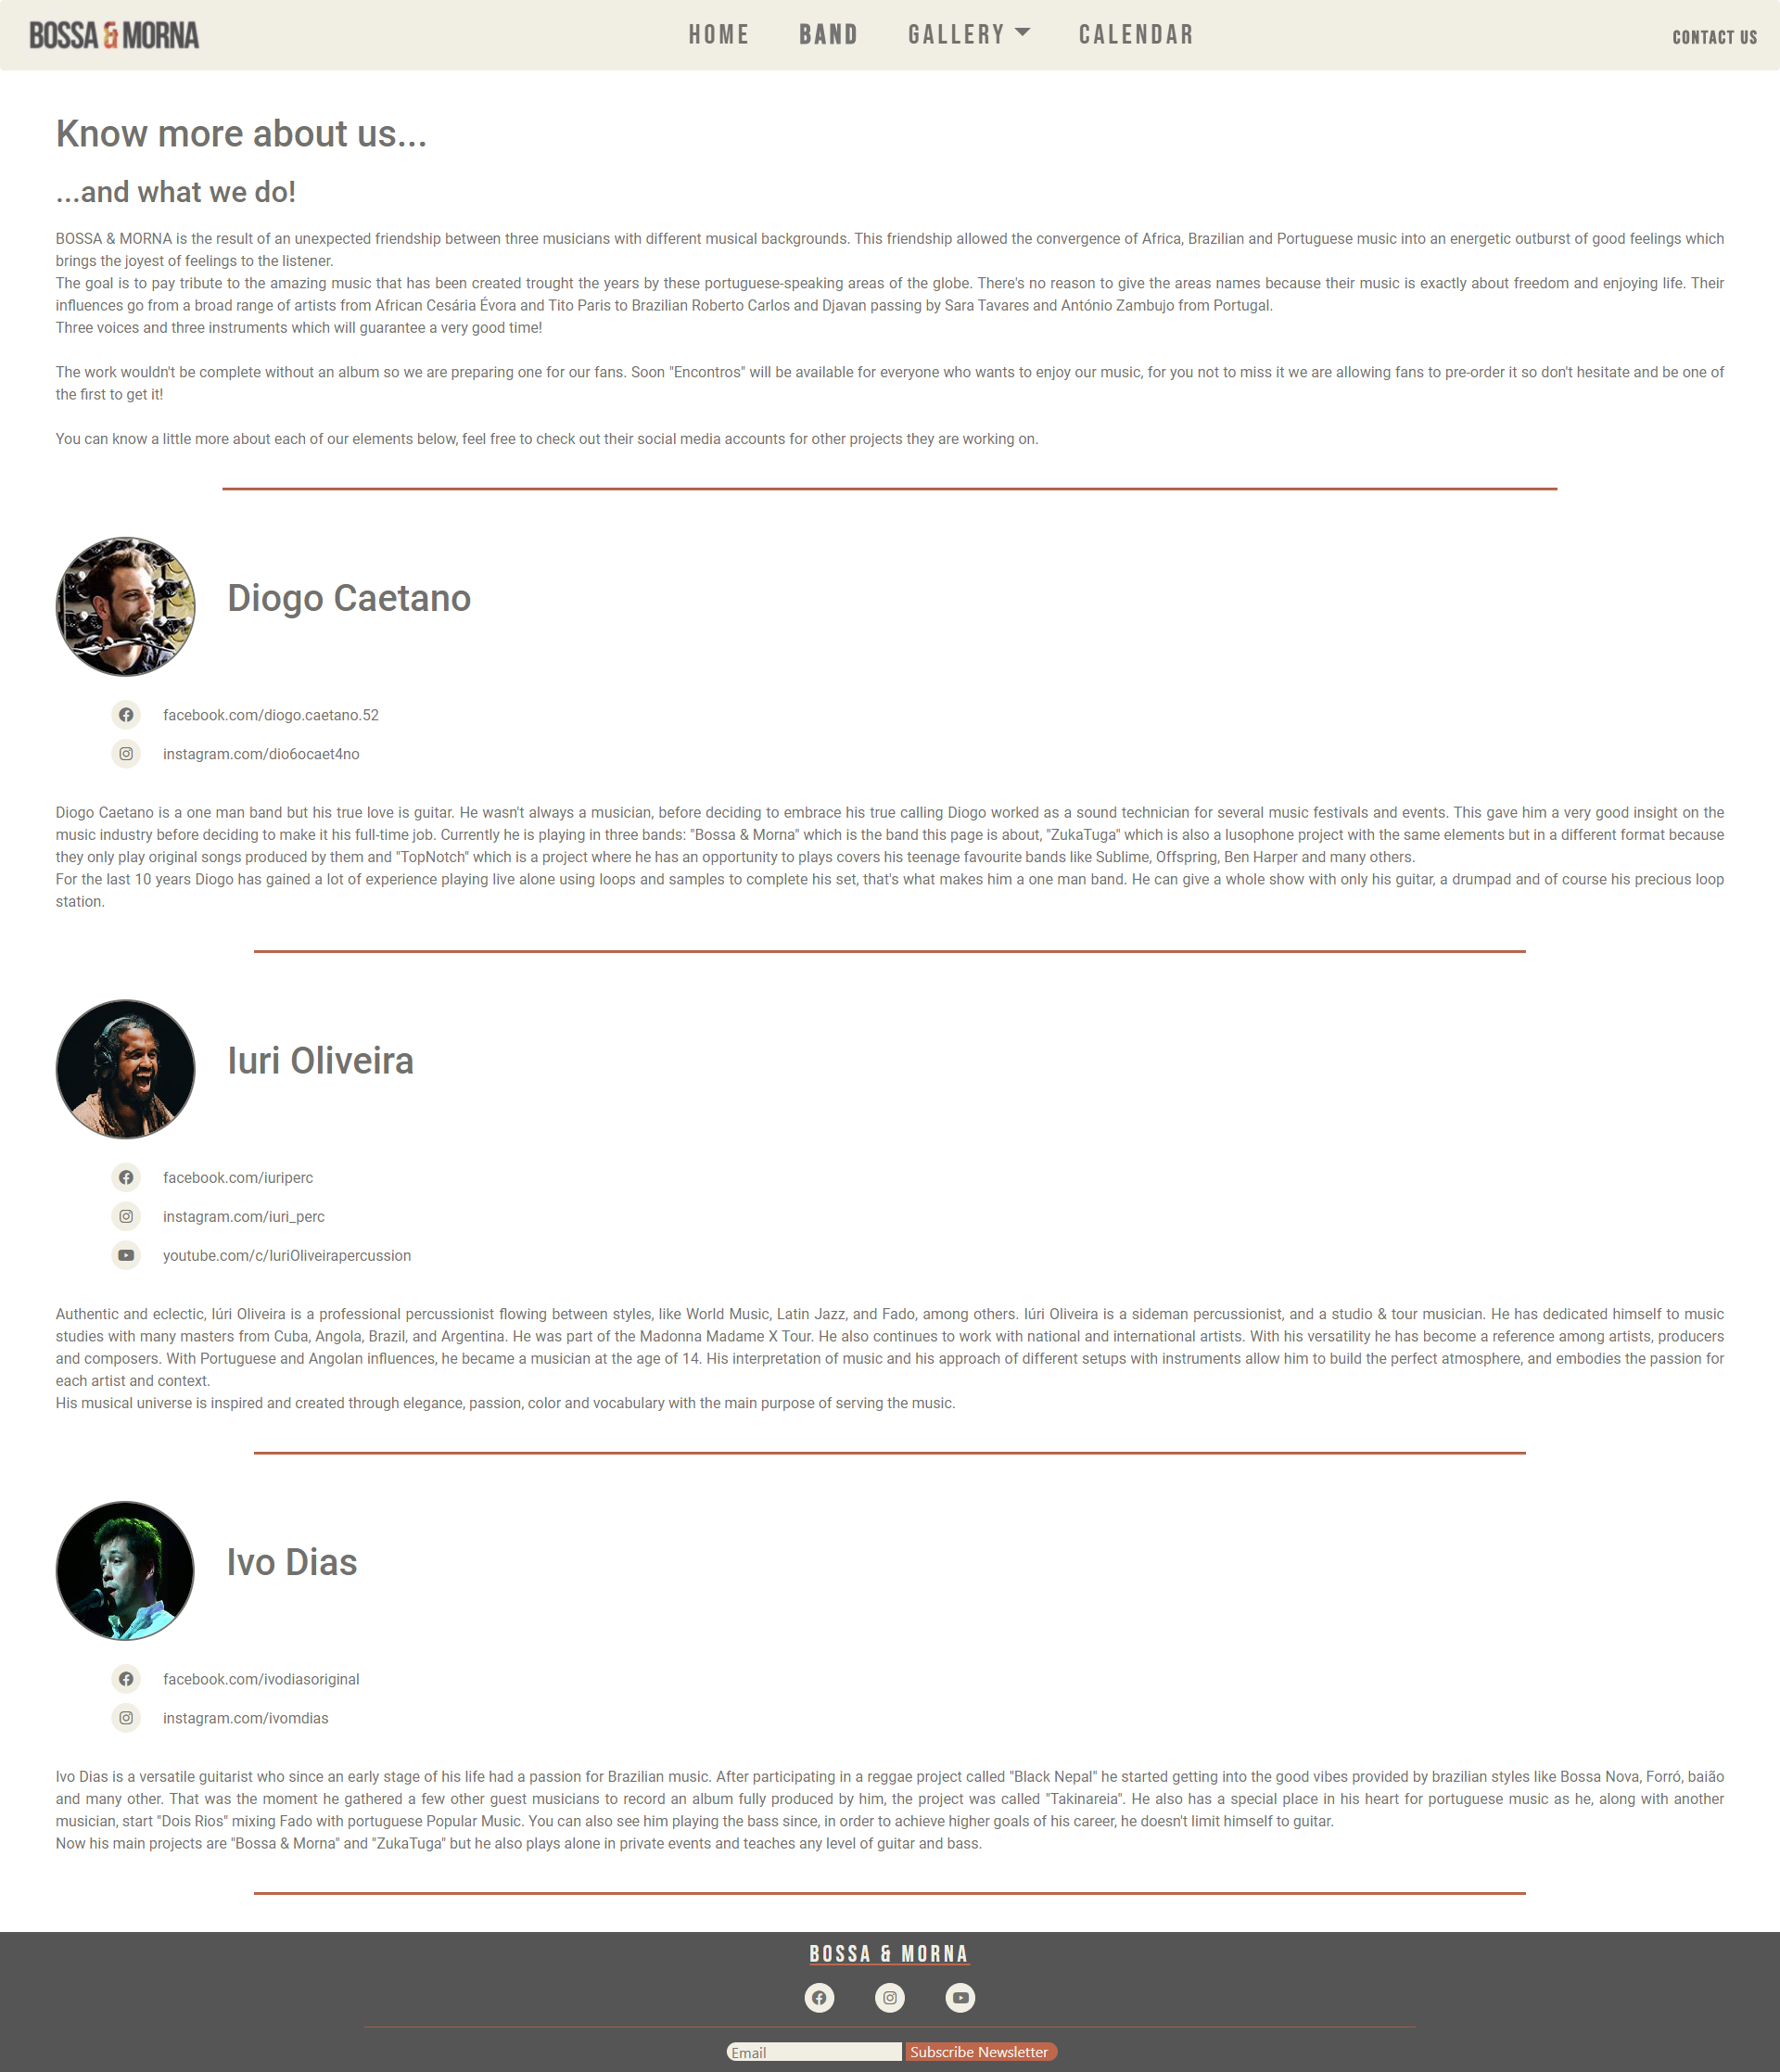 BOSSA & MORNA
HOME BAND GALLERY CALENDAR
CONTACT US
Know more about us...
...and what we do!
BOSSA & MORNA is the result of an unexpected friendship between three musicians with different musical backgrounds. This friendship allowed the convergence of Africa, Brazilian and Portuguese music into an energetic outburst of good feelings which
brings the joyest of feelings to the listener.
The goal is to pay tribute to the amazing music that has been created trought the years by these portuguese-speaking areas of the globe. There's no reason to give the areas names because their music is exactly about freedom and enjoying life. Their
influences go from a broad range of artists from African Cesária Évora and Tito Paris to Brazilian Roberto Carlos and Djavan passing by Sara Tavares and António Zambujo from Portugal.
Three voices and three instruments which will guarantee a very good time!
The work wouldn't be complete without an album so we are preparing one for our fans. Soon "Encontros" will be available for everyone who wants to enjoy our music, for you not to miss it we are allowing fans to pre-order it so don't hesitate and be one of
the first to get it!
You can know a little more about each of our elements below, feel free to check out their social media accounts for other projects they are working on.
Diogo Caetano
facebook.com/diogo.caetano.52
instagram.com/dio6ocaet4no
Diogo Caetano is a one man band but his true love is guitar. He wasn't always a musician, before deciding to embrace his true calling Diogo worked as a sound technician for several music festivals and events. This gave him a very good insight on the
music industry before deciding to make it his full-time job. Currently he is playing in three bands: "Bossa & Morna" which is the band this page is about, "ZukaTuga" which is also a lusophone project with the same elements but in a different format because
they only play original songs produced by them and "TopNotch" which is a project where he has an opportunity to plays covers his teenage favourite bands like Sublime, Offspring, Ben Harper and many others.
For the last 10 years Diogo has gained a lot of experience playing live alone using loops and samples to complete his set, that's what makes him a one man band. He can give a whole show with only his guitar, a drumpad and of course his precious loop
station.
Iuri Oliveira
facebook.com/iuriperc
instagram.com/iuri_perc
youtube.com/c/IuriOliveirapercussion
Authentic and eclectic, Iúri Oliveira is a professional percussionist flowing between styles, like World Music, Latin Jazz, and Fado, among others. Iúri Oliveira is a sideman percussionist, and a studio & tour musician. He has dedicated himself to music
studies with many masters from Cuba, Angola, Brazil, and Argentina. He was part of the Madonna Madame X Tour. He also continues to work with national and international artists. With his versatility he has become a reference among artists, producers
and composers. With Portuguese and Angolan influences, he became a musician at the age of 14. His interpretation of music and his approach of different setups with instruments allow him to build the perfect atmosphere, and embodies the passion for
each artist and context.
His musical universe is inspired and created through elegance, passion, color and vocabulary with the main purpose of serving the music.
Ivo Dias
facebook.com/ivodiasoriginal
instagram.com/ivomdias
Ivo Dias is a versatile guitarist who since an early stage of his life had a passion for Brazilian music. After participating in a reggae project called "Black Nepal" he started getting into the good vibes provided by brazilian styles like Bossa Nova, Forró, baião
and many other. That was the moment he gathered a few other guest musicians to record an album fully produced by him, the project was called "Takinareia". He also has a special place in his heart for portuguese music as he, along with another
musician, start "Dois Rios" mixing Fado with portuguese Popular Music. You can also see him playing the bass since, in order to achieve higher goals of his career, he doesn't limit himself to guitar.
Now his main projects are "Bossa & Morna" and "ZukaTuga" but he also plays alone in private events and teaches any level of guitar and bass.
BOSSA & MORNA
Email Subscribe Newsletter